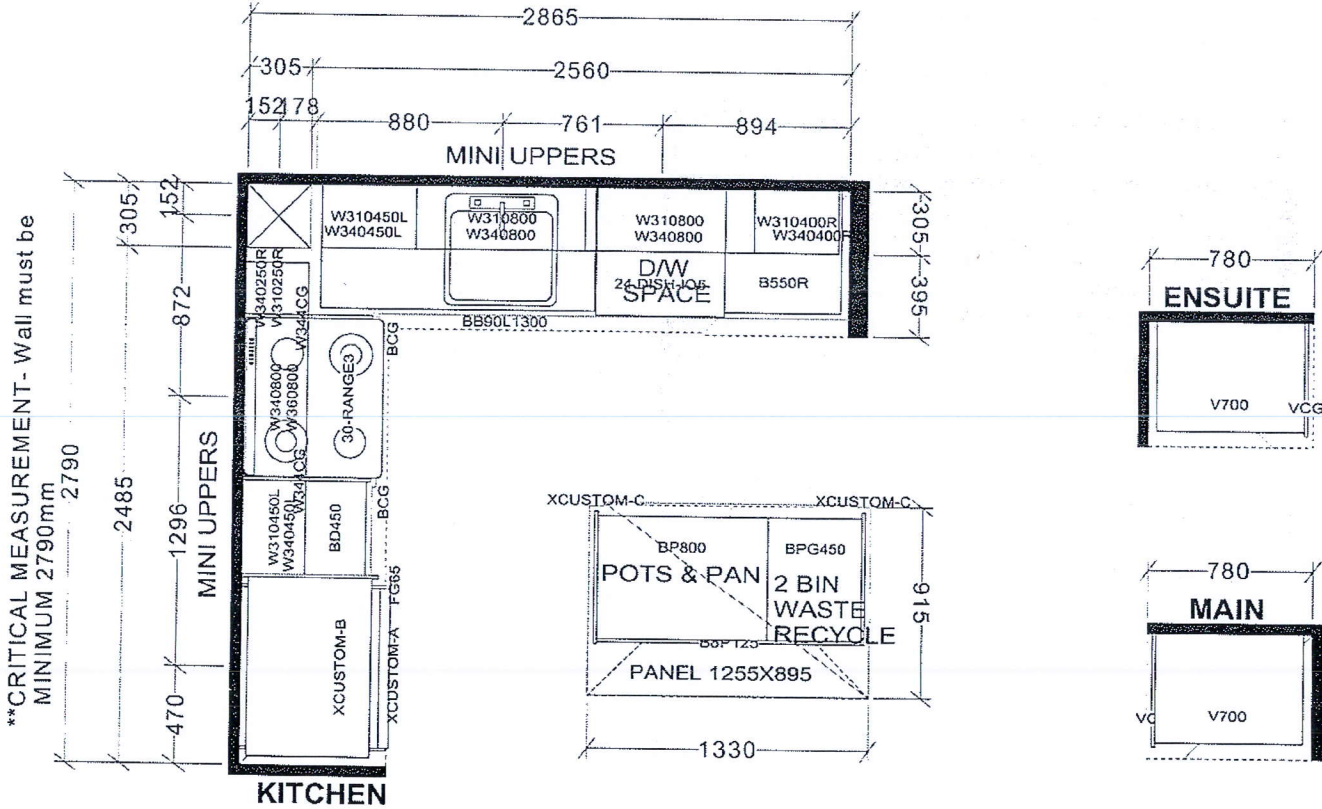 2865
305
2560
152
178
880
761
894
MINI UPPERS
**CRITICAL MEASUREMENT- Wall must be
MINIMUM 2790mm
2790
2485
305
152
872
1296
470
MINI UPPERS
W310450L
W340450L
W310800
W340800
W310800
W340800
W310400R
W340400R
305
395
D/W
SPACE
B550R
BB90L1300
W340250R
W310250R
W344CG
BCG
W340800
W360800
30-RANGE3
W344CG
BCG
W310450L
W340450L
BD450
FG65
XCUSTOM-B
XCUSTOM-A
KITCHEN
XCUSTOM-C
XCUSTOM-C
BP800
BPG450
POTS & PAN
2 BIN
WASTE
RECYCLE
PANEL 1255X895
915
1330
780
ENSUITE
V700
VCG
780
MAIN
V700